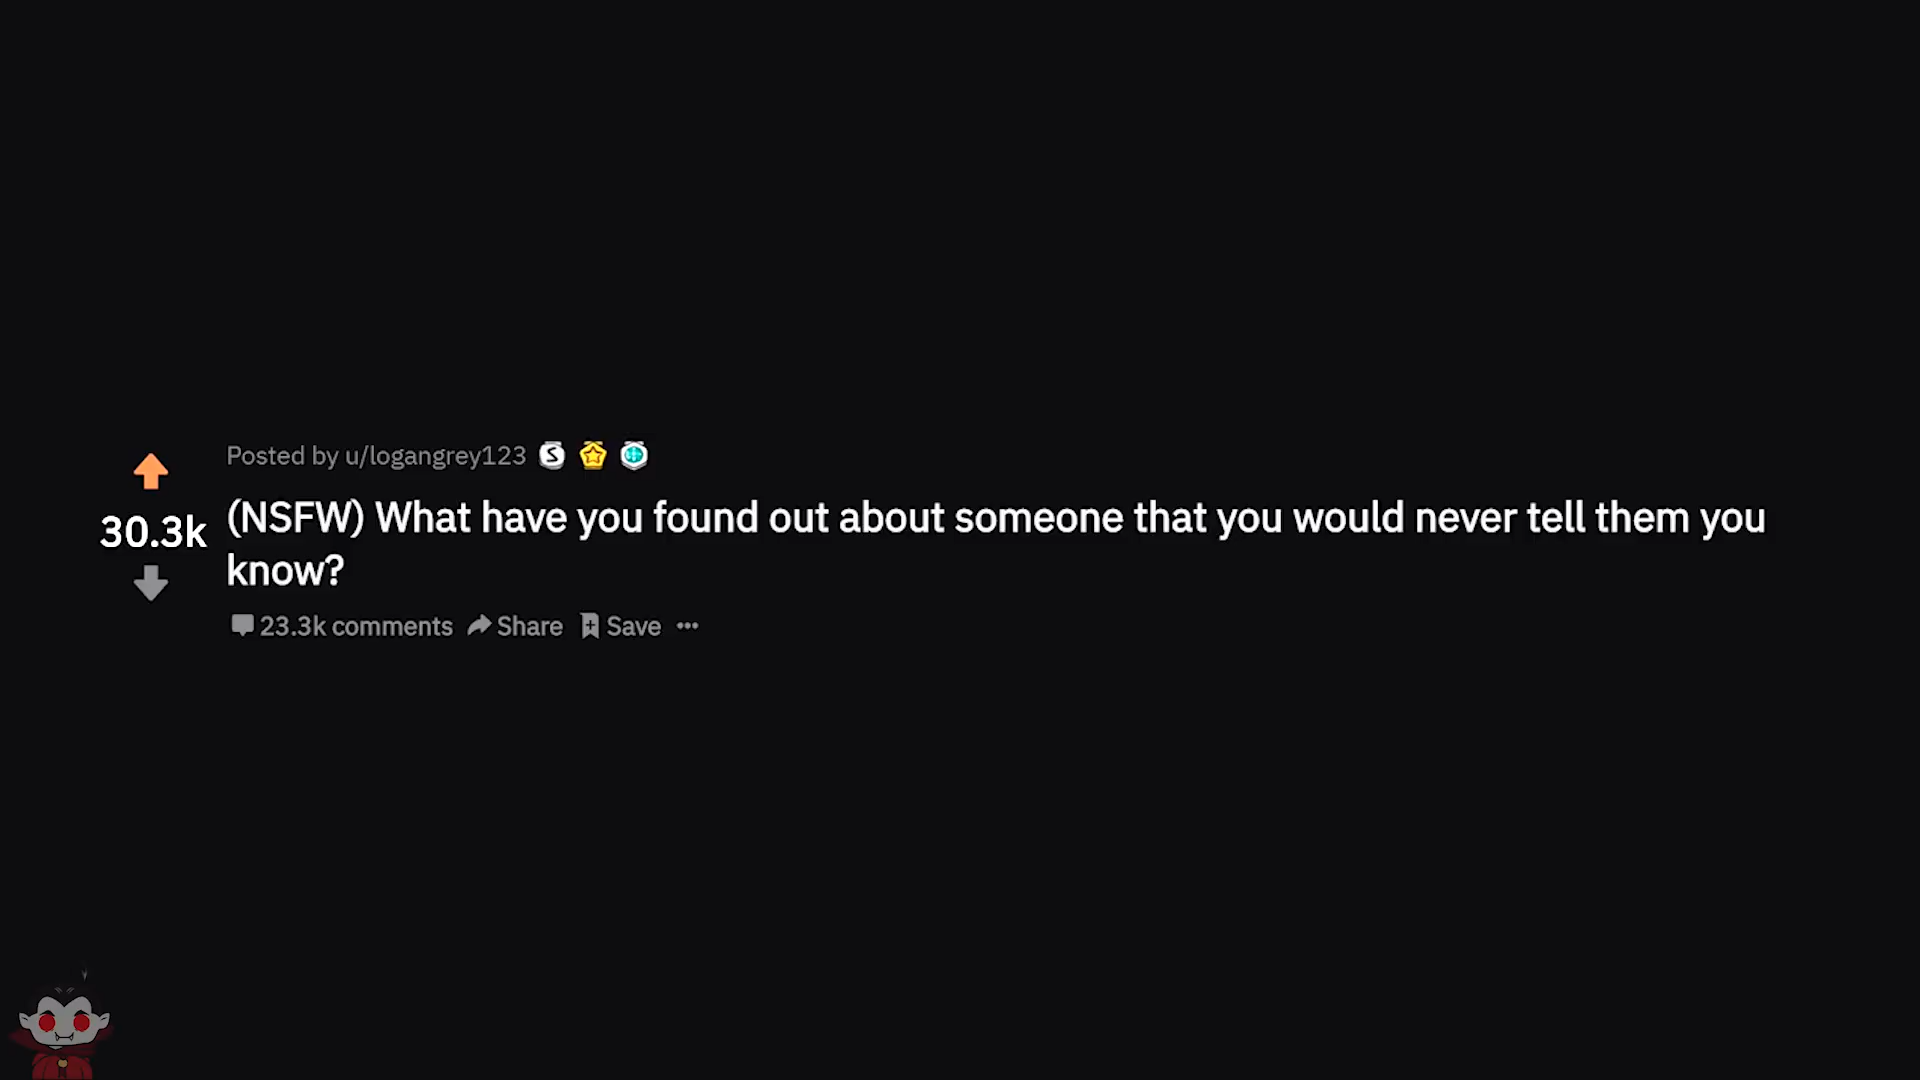 Posted by u/logangrey123
30.3k
(NSFW) What have you found out about someone that you would never tell them you
know?
23.3k comments Share Save •••